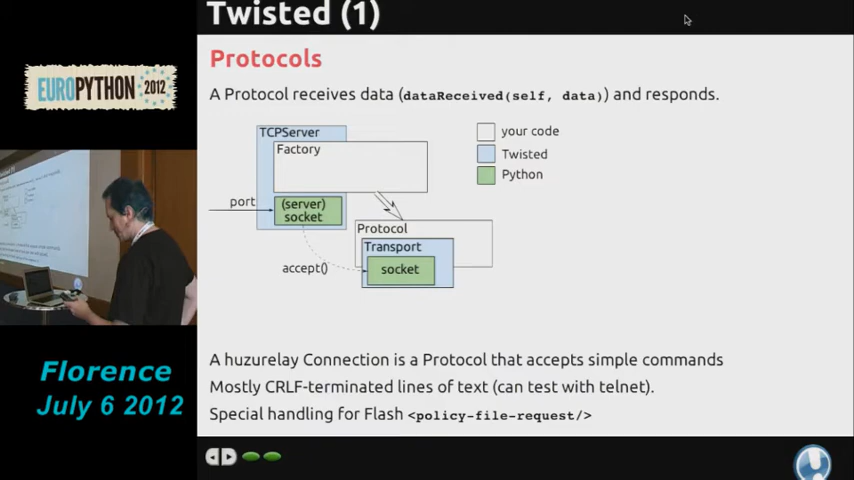 Twisted (1)
EUROPYTHON 2012
Protocols
A Protocol receives data (dataReceived(self, data)) and responds.
TCPServer
Factory
your code
Twisted
Python
port
(server)
socket
Protocol
Transport
accept()
socket
A huzurelay Connection is a Protocol that accepts simple commands
Mostly CRLF-terminated lines of text (can test with telnet).
Special handling for Flash <policy-file-request/>
Florence
July 6 2012